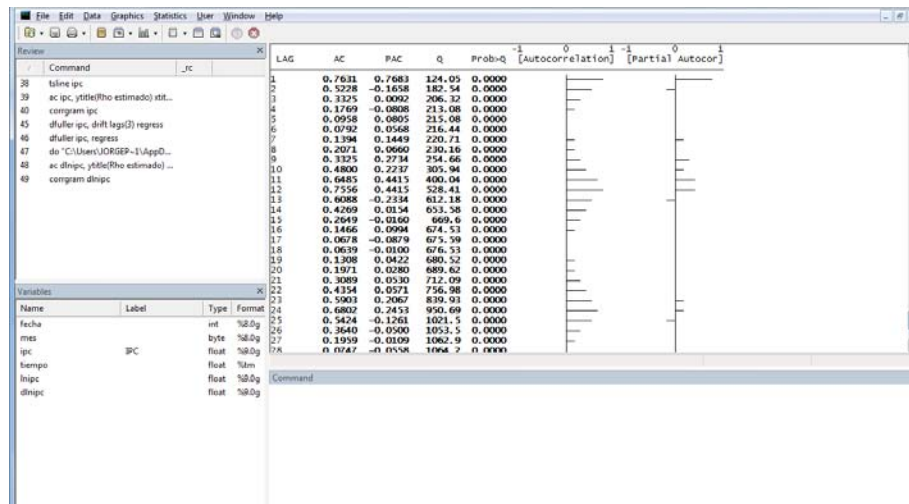 File Edit Data Graphics Statistics User Window Help
Review
Command _rc
38 tsline ipc
39 ac ipc, ytitle(Rho estimado) xtit...
40 corrgram ipc
45 dfuller ipc, drift lags(3) regress
46 dfuller ipc, regress
47 do "C:\Users\JORGEP~1\AppD...
48 ac dlnipc, ytitle(Rho estimado) ...
49 corrgram dlnipc
Variables
Name Label Type Format
fecha int %8.0g
mes byte %8.0g
ipc IPC float %9.0g
tiempo float %tm
lnipc float %9.0g
dlnipc float %9.0g
-1 0 1 -1 0 1
LAG AC PAC Q Prob>Q [Autocorrelation] [Partial Autocor]
1 0.7631 0.7683 124.05 0.0000
2 0.5228 -0.1658 182.54 0.0000
3 0.3325 0.0092 206.32 0.0000
4 0.1769 -0.0808 213.08 0.0000
5 0.0958 0.0805 215.08 0.0000
6 0.0792 0.0568 216.44 0.0000
7 0.1394 0.1449 220.71 0.0000
8 0.2071 0.0660 230.16 0.0000
9 0.3325 0.2734 254.66 0.0000
10 0.4800 0.2237 305.94 0.0000
11 0.6485 0.4415 400.04 0.0000
12 0.7556 0.4415 528.41 0.0000
13 0.6088 -0.2334 612.18 0.0000
14 0.4269 0.0154 653.58 0.0000
15 0.2649 -0.0160 669.6 0.0000
16 0.1466 0.0994 674.53 0.0000
17 0.0678 -0.0879 675.59 0.0000
18 0.0639 -0.0100 676.53 0.0000
19 0.1308 0.0422 680.52 0.0000
20 0.1971 0.0280 689.62 0.0000
21 0.3089 0.0530 712.09 0.0000
22 0.4354 0.0571 756.98 0.0000
23 0.5903 0.2067 839.93 0.0000
24 0.6802 0.2453 950.69 0.0000
25 0.5424 -0.1261 1021.5 0.0000
26 0.3640 -0.0500 1053.5 0.0000
27 0.1959 -0.0109 1062.9 0.0000
28 0.0747 -0.0558 1064.2 0.0000
Command